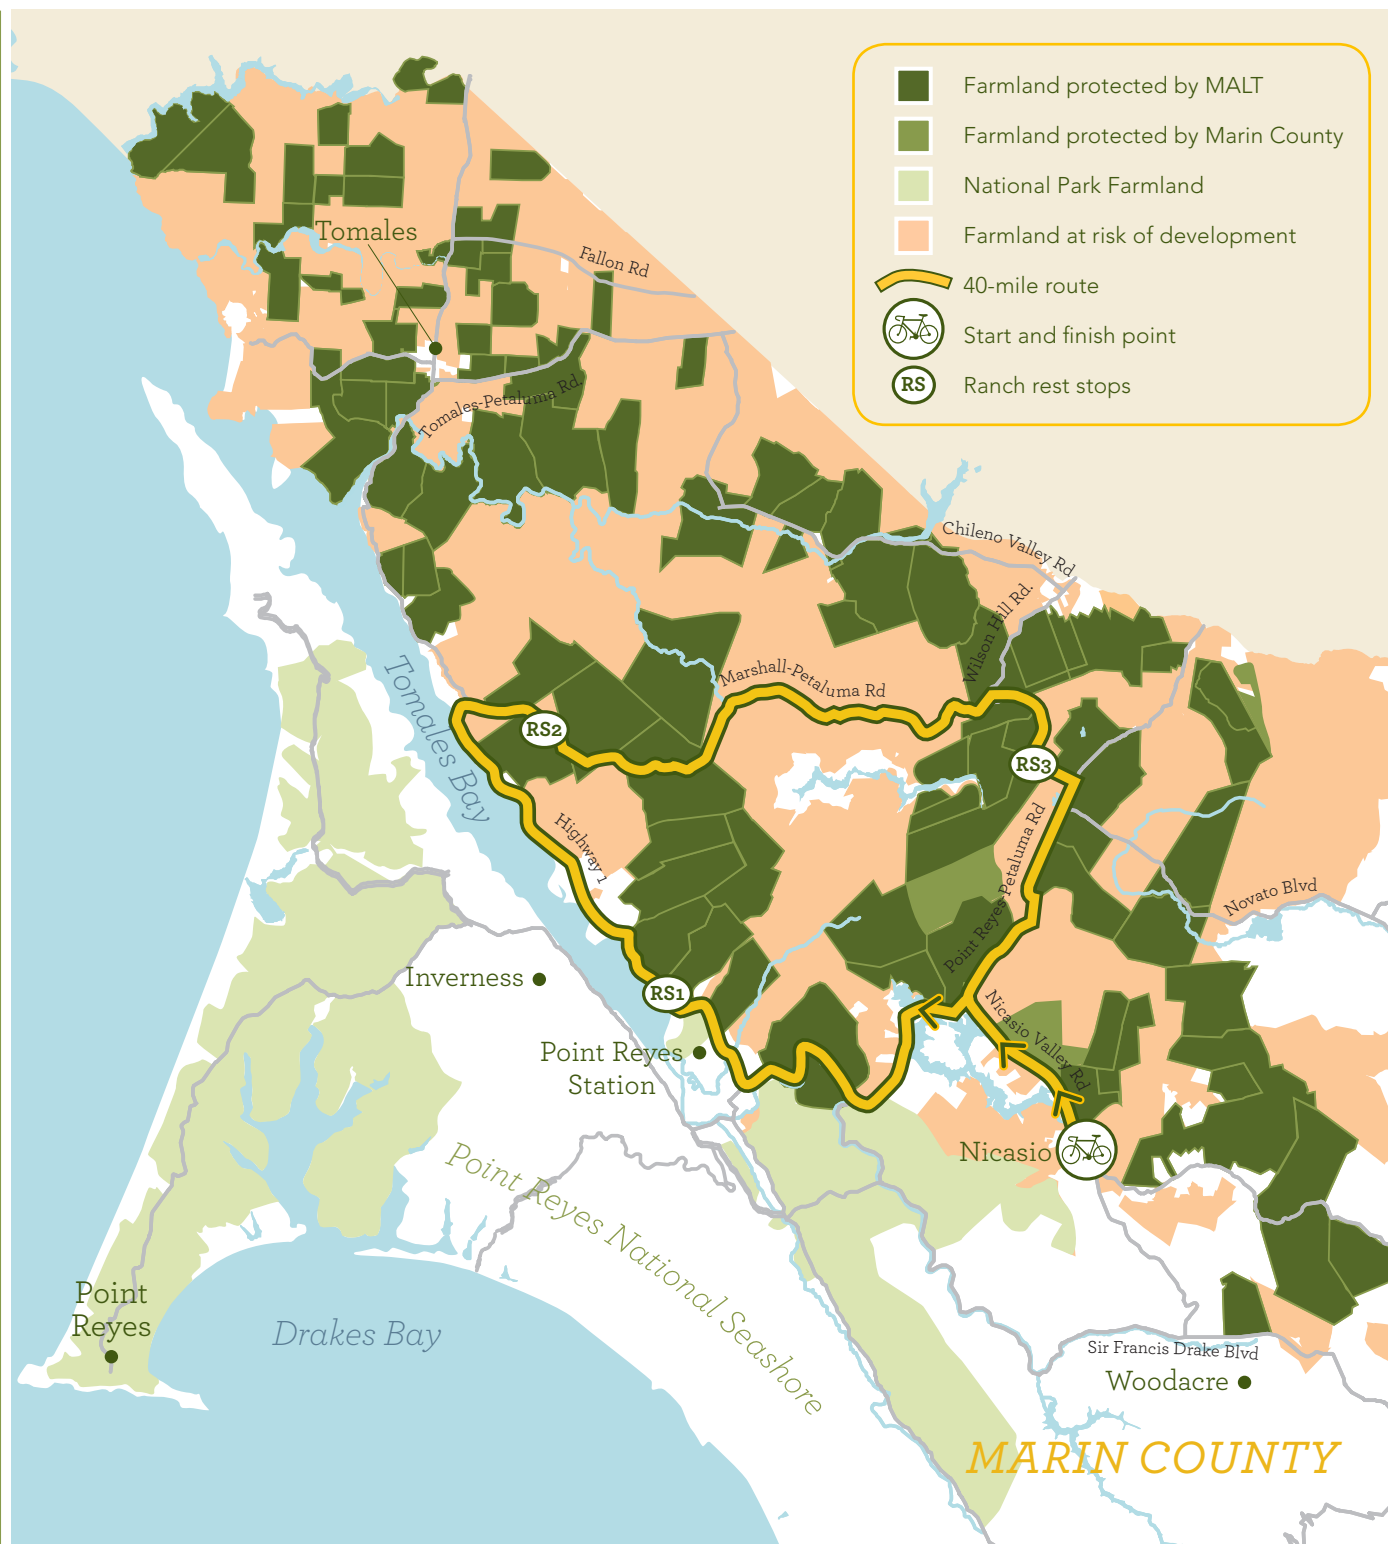 Farmland protected by MALT
Farmland protected by Marin County
National Park Farmland
Farmland at risk of development
40-mile route
Start and finish point
RS
Ranch rest stops
Tomales
Fallon Rd
Tomales-Petaluma Rd.
Chileno Valley Rd
Wilson Hill Rd.
Marshall-Petaluma Rd
Tomales Bay
RS2
RS3
Highway 1
Point Reyes-Petaluma Rd
Novato Blvd
Inverness
RS1
Nicasio Valley Rd
Point Reyes
Station
Nicasio
Point Reyes National Seashore
Point
Reyes
Drakes Bay
Sir Francis Drake Blvd
Woodacre
MARIN COUNTY